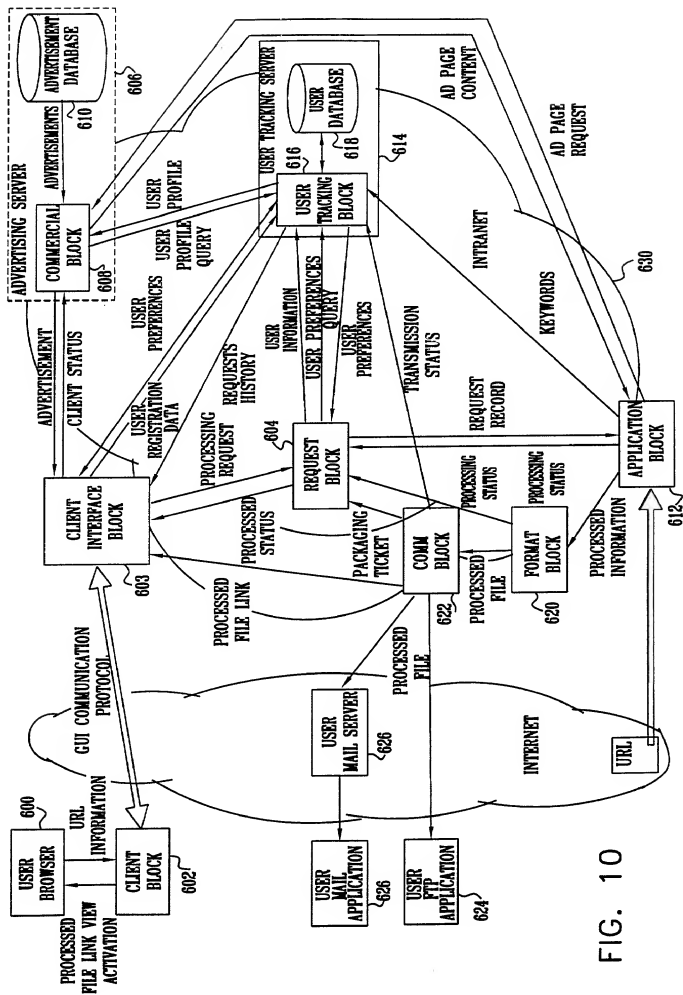 USER
BROWSER
600
URL
INFORMATION
PROCESSED
FILE LINK VIEW
ACTIVATION
CLIENT
BLOCK
602
GUI COMMUNICATION
PROTOCOL
CLIENT
INTERFACE
BLOCK
603
ADVERTISEMENT
CLIENT STATUS
ADVERTISING SERVER
COMMERCIAL
BLOCK
608
ADVERTISEMENTS
ADVERTISEMENT
DATABASE
610
606
USER
PROFILE
USER
PROFILE
QUERY
USER
PREFERENCES
USER
REGISTRATION
DATA
REQUESTS
HISTORY
PROCESSING
REQUEST
PROCESSED
STATUS
PROCESSED
FILE LINK
USER TRACKING SERVER
USER
DATABASE
618
616
USER
TRACKING
BLOCK
614
USER
INFORMATION
USER PREFERENCES
QUERY
USER
PREFERENCES
604
REQUEST
BLOCK
TRANSMISSION
STATUS
REQUEST
RECORD
PACKAGING
TICKET
PROCESSING
STATUS
PROCESSING
STATUS
COMM
BLOCK
622
PROCESSED
FILE
FORMAT
BLOCK
620
PROCESSED
INFORMATION
APPLICATION
BLOCK
612
KEYWORDS
INTRANET
630
AD PAGE
CONTENT
AD PAGE
REQUEST
PROCESSED
FILE
USER
MAIL SERVER
626
USER
MAIL
APPLICATION
626
USER
FTP
APPLICATION
624
INTERNET
URL
FIG. 10